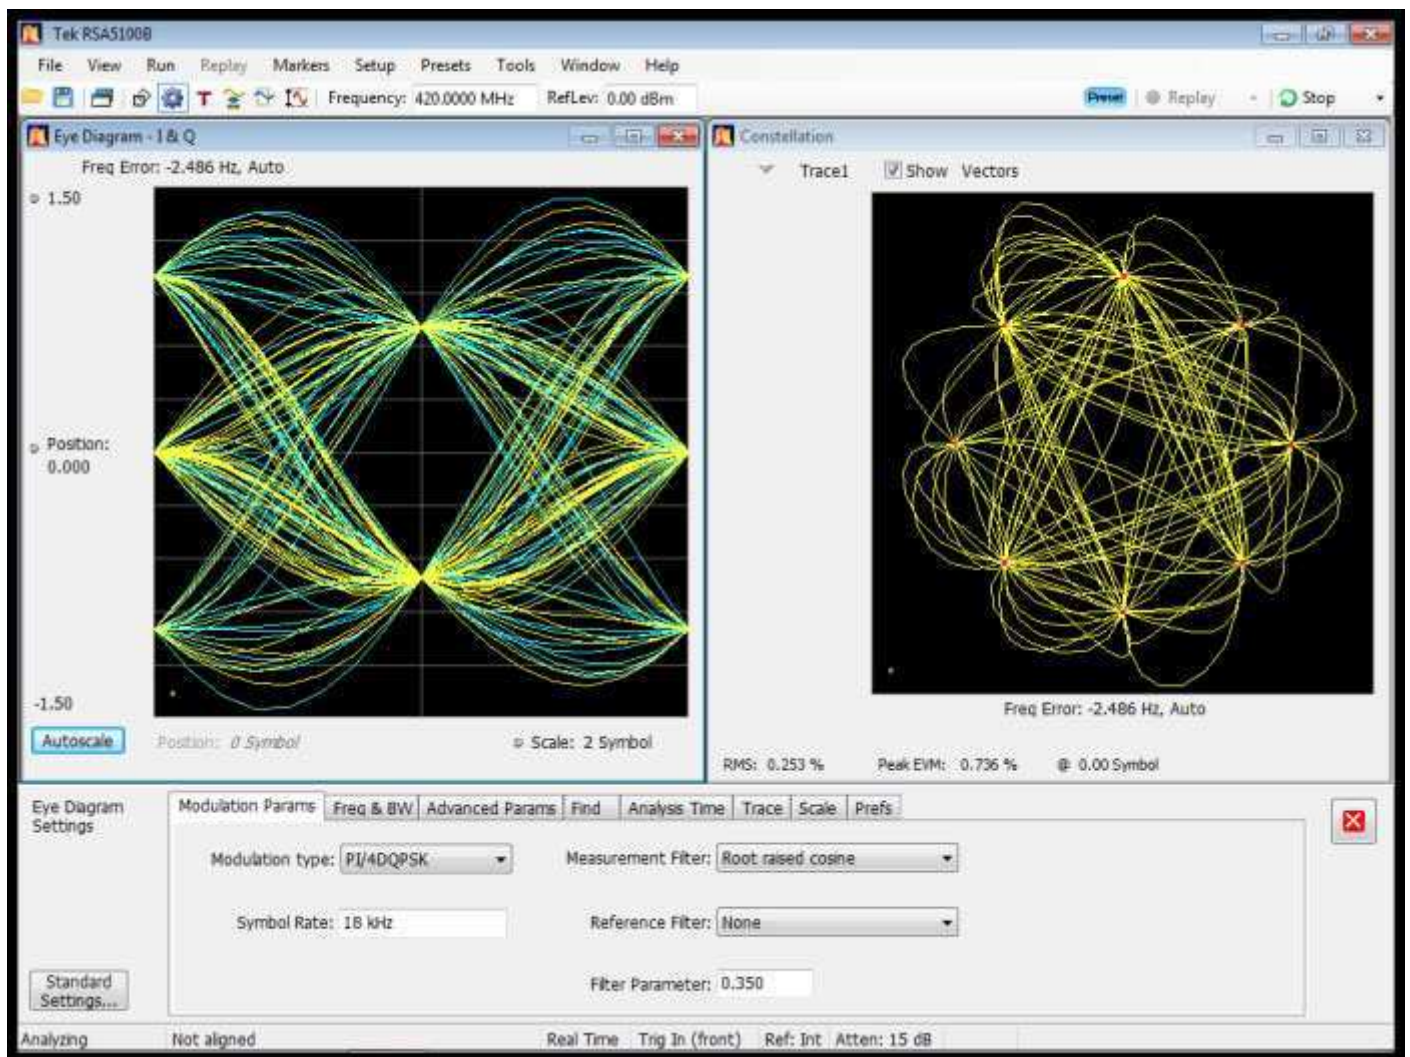 Tek RSA5100B
File View Run Replay Markers Setup Presets Tools Window Help
Frequency: 420.0000 MHz RefLev: 0.00 dBm Preset Replay Stop
Eye Diagram - I & Q
Freq Error: -2.486 Hz, Auto
1.50
Position:
0.000
-1.50
Autoscale Position: 0 Symbol Scale: 2 Symbol
Constellation
Trace1 Show Vectors
Freq Error: -2.486 Hz, Auto
RMS: 0.253 % Peak EVM: 0.736 % @ 0.00 Symbol
Eye Diagram
Settings
Modulation Params Freq & BW Advanced Params Find Analysis Time Trace Scale Prefs
Modulation type: PI/4DQPSK Measurement Filter: Root raised cosine
Symbol Rate: 18 kHz Reference Filter: None
Filter Parameter: 0.350
Standard
Settings...
Analyzing Not aligned Real Time Trig In (front) Ref: Int Atten: 15 dB